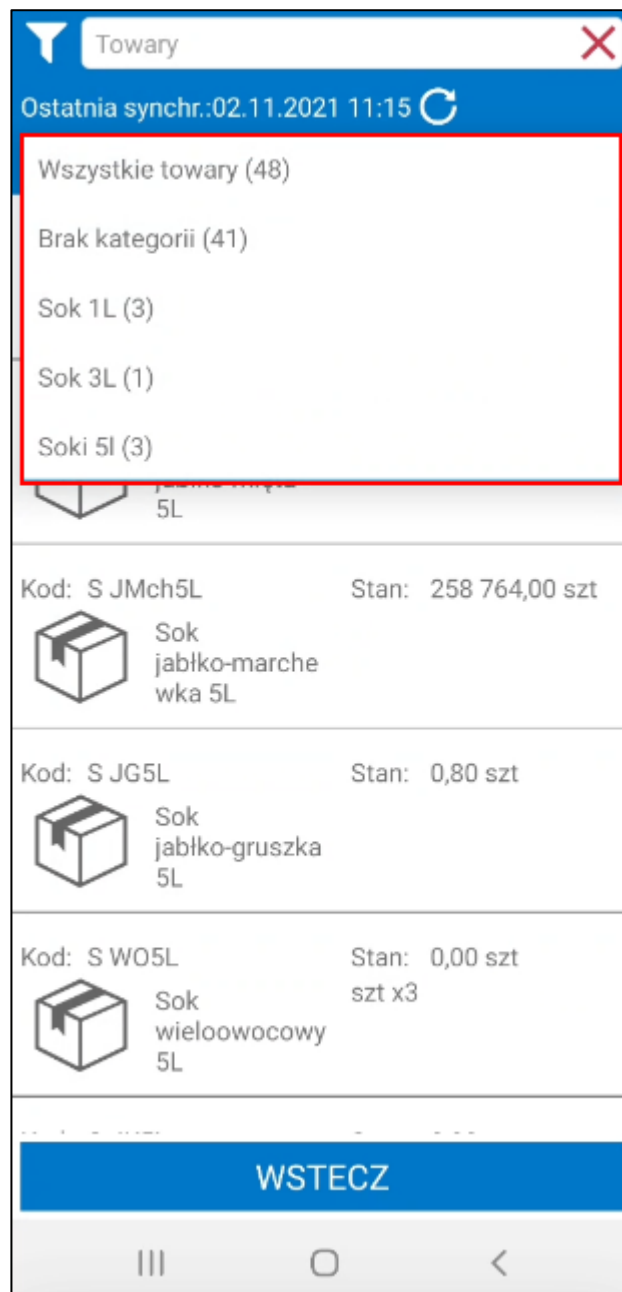 Towary
Ostatnia synchr.:02.11.2021 11:15
Wszystkie towary (48)
Brak kategorii (41)
Sok 1L (3)
Sok 3L (1)
Soki 5l (3)
5L
Kod: S JMch5L Stan: 258 764,00 szt
Sok
jabłko-marche
wka 5L
Kod: S JG5L Stan: 0,80 szt
Sok
jabłko-gruszka
5L
Kod: S WO5L Stan: 0,00 szt
szt x3
Sok
wieloowocowy
5L
WSTECZ